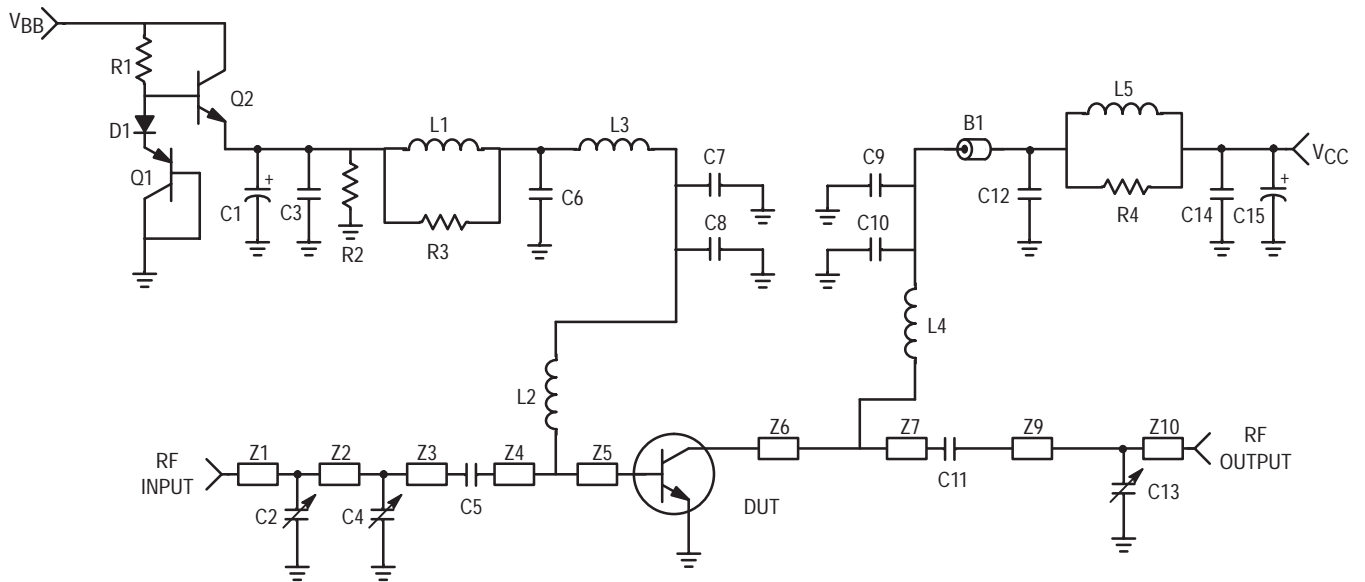 VBB
R1
Q2
D1
Q1
C1
+
C3
R2
L1
R3
C6
L3
C7
C8
C9
C10
B1
C12
L5
R4
C14
C15
+
VCC
L4
L2
RF
INPUT
Z1
C2
Z2
C4
Z3
C5
Z4
Z5
DUT
Z6
Z7
C11
Z9
C13
Z10
RF
OUTPUT